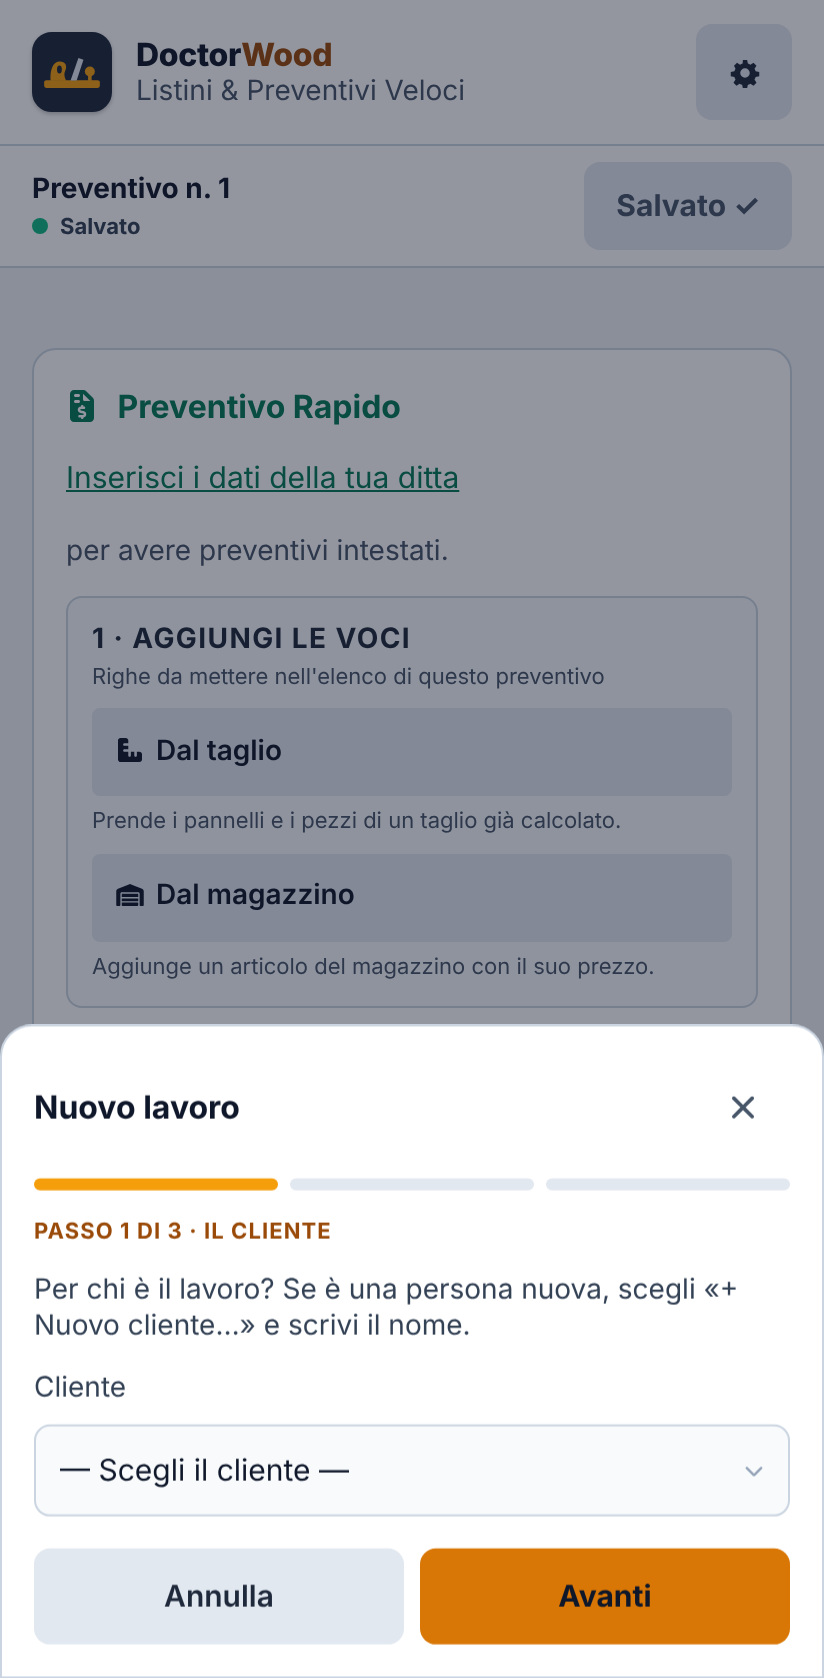 DoctorWood
Listini & Preventivi Veloci
Preventivo n. 1
Salvato
Salvato ✓
Preventivo Rapido
Inserisci i dati della tua ditta
per avere preventivi intestati.
1 · AGGIUNGI LE VOCI
Righe da mettere nell'elenco di questo preventivo
Dal taglio
Prende i pannelli e i pezzi di un taglio già calcolato.
Dal magazzino
Aggiunge un articolo del magazzino con il suo prezzo.
Nuovo lavoro
PASSO 1 DI 3 · IL CLIENTE
Per chi è il lavoro? Se è una persona nuova, scegli «+
Nuovo cliente...» e scrivi il nome.
Cliente
— Scegli il cliente —
Annulla
Avanti